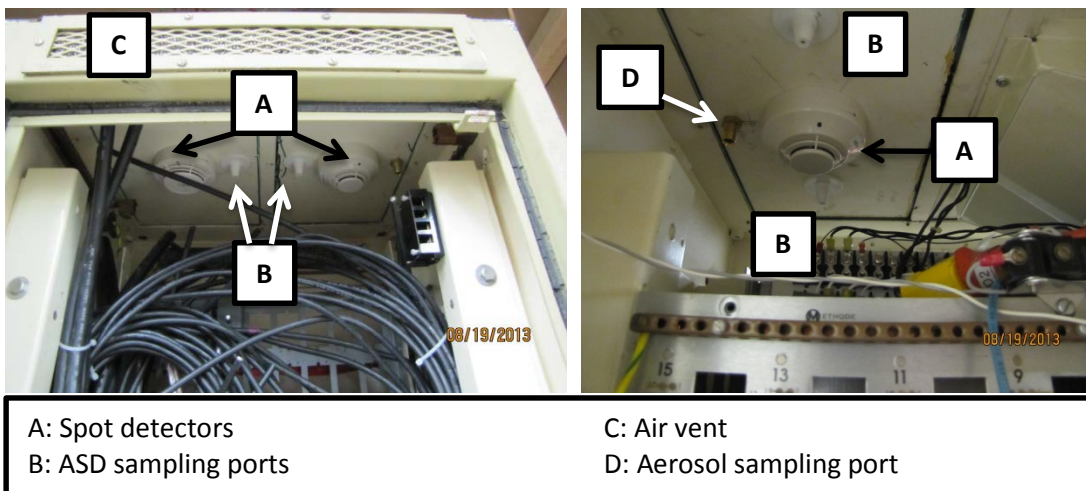 C
A
B
08/19/2013
B
D
A
B
METHODE
02
15
13
11
9
08/19/2013
A: Spot detectors
B: ASD sampling ports
C: Air vent
D: Aerosol sampling port